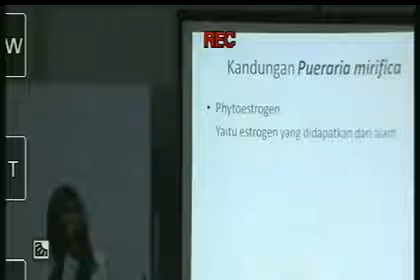 W
T
REC
Kandungan Pueraria mirifica
• Phytoestrogen
Yaitu estrogen yang didapatkan dari alam